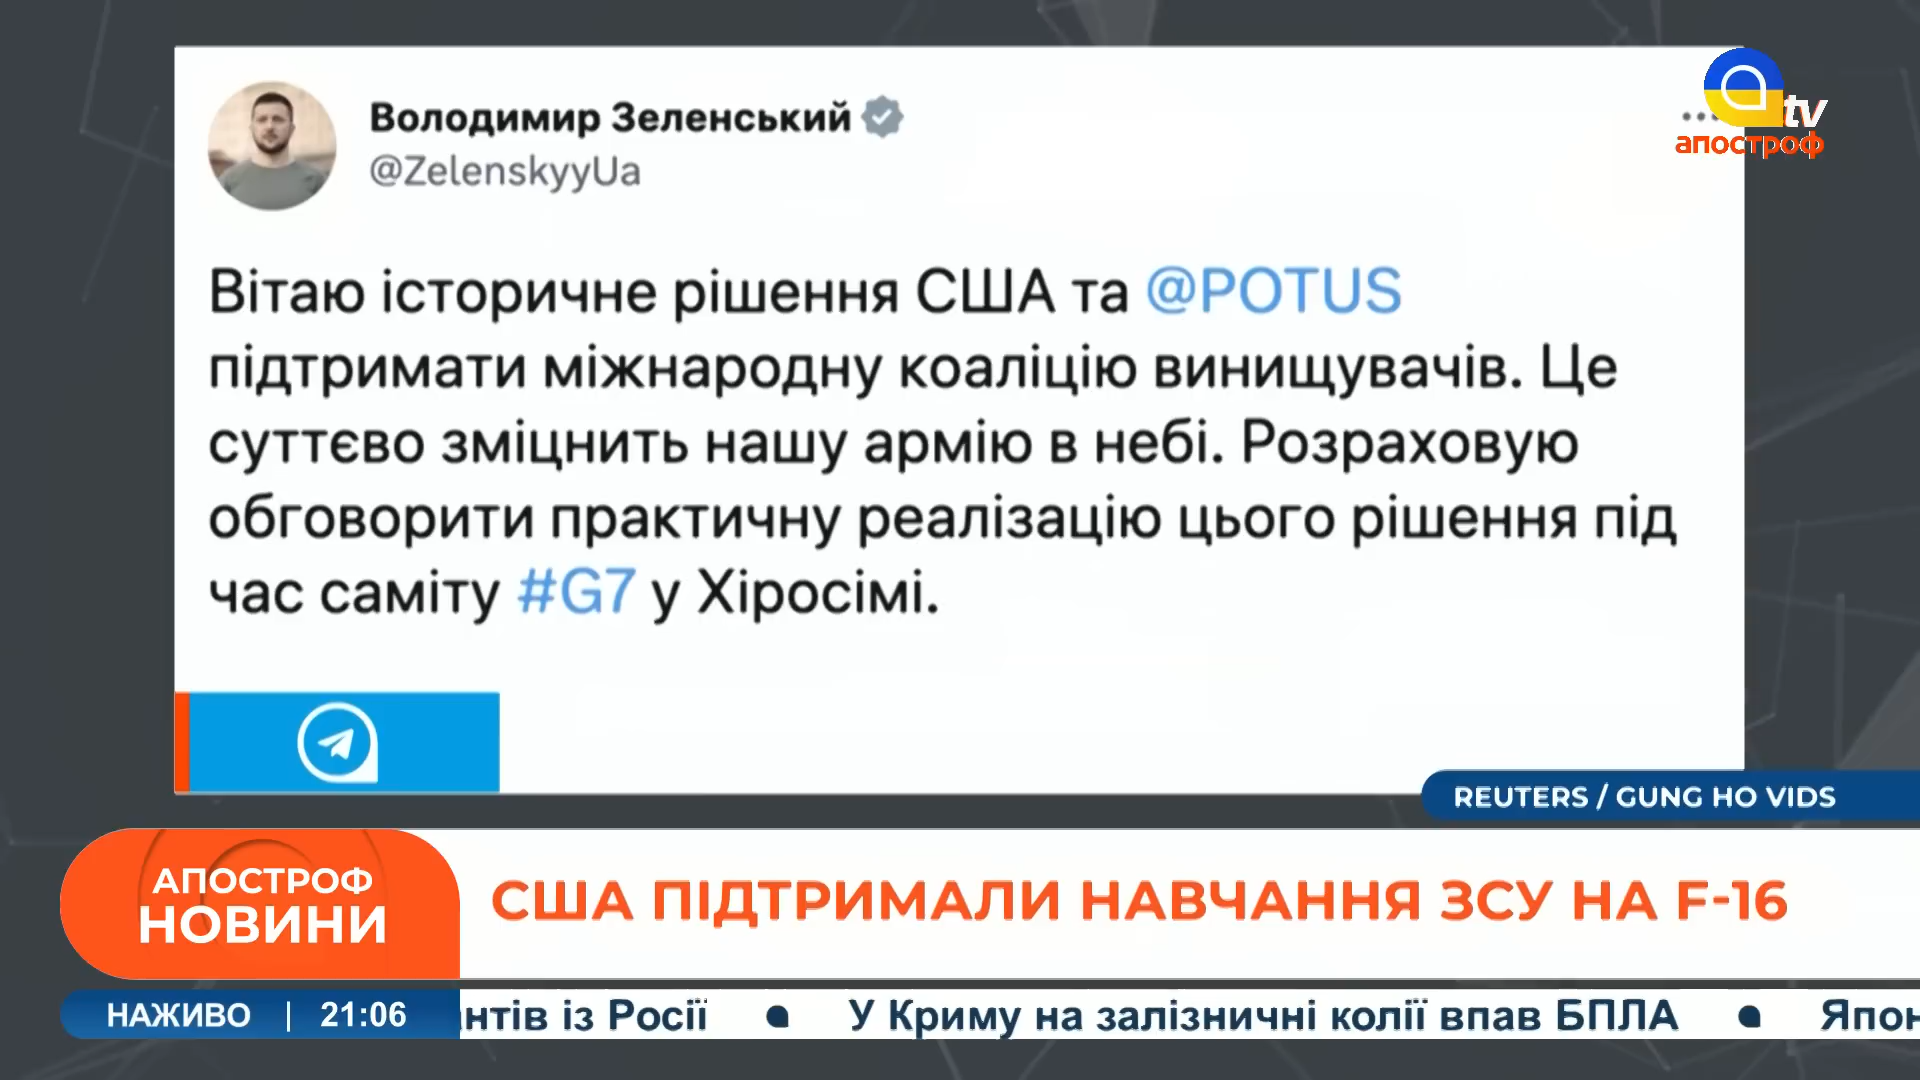 Володимир Зеленський
@ZelenskyyUa
tv
апостроф
Вітаю історичне рішення США та @POTUS
підтримати міжнародну коаліцію винищувачів. Це
суттєво зміцнить нашу армію в небі. Розраховую
обговорити практичну реалізацію цього рішення під
час саміту #G7 у Хіросімі.
REUTERS / GUNG HO VIDS
АПОСТРОФ
НОВИНИ
США ПІДТРИМАЛИ НАВЧАННЯ ЗСУ НА F-16
НАЖИВО | 21:06
нтів із Росії • У Криму на залізничні колії впав БПЛА • Япон